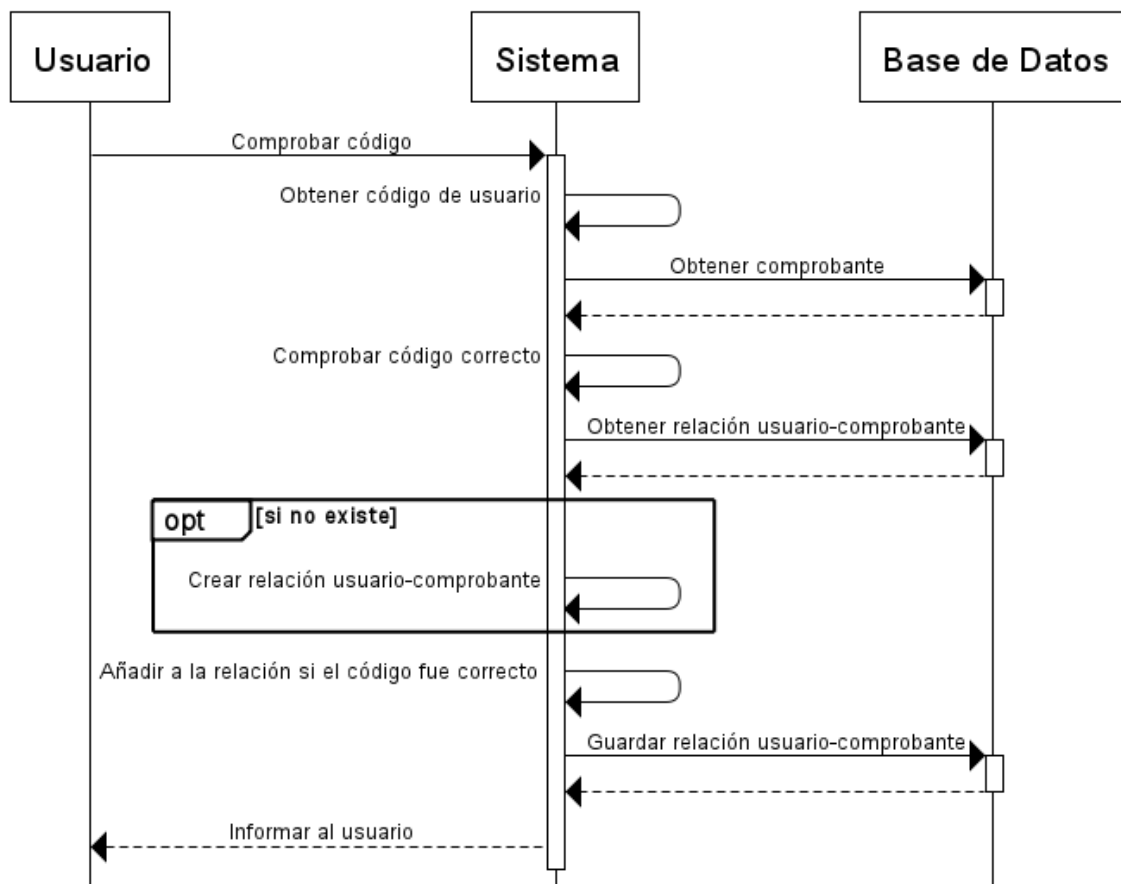 Usuario
Sistema
Base de Datos
Comprobar código
Obtener código de usuario
Obtener comprobante
Comprobar código correcto
Obtener relación usuario-comprobante
opt
[si no existe]
Crear relación usuario-comprobante
Añadir a la relación si el código fue correcto
Guardar relación usuario-comprobante
Informar al usuario